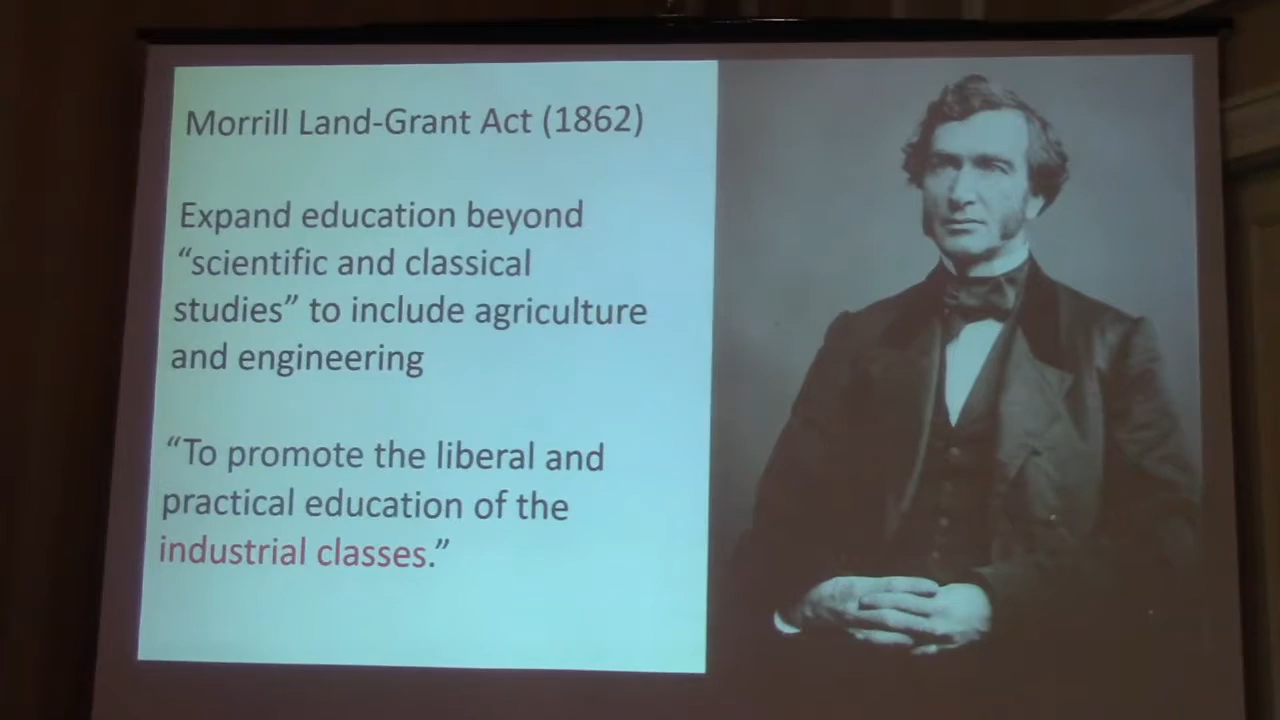 Morrill Land-Grant Act (1862)
Expand education beyond
“scientific and classical
studies” to include agriculture
and engineering
“To promote the liberal and
practical education of the
industrial classes.”